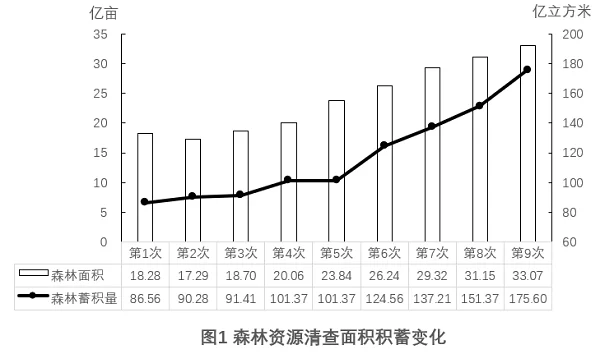 亿亩 亿立方米
35 200
30 180
25 160
20 140
15 120
10 100
5 80
0 60
第1次 第2次 第3次 第4次 第5次 第6次 第7次 第8次 第9次
森林面积 18.28 17.29 18.70 20.06 23.84 26.24 29.32 31.15 33.07
森林蓄积量 86.56 90.28 91.41 101.37 101.37 124.56 137.21 151.37 175.60
图1 森林资源清查面积积蓄变化